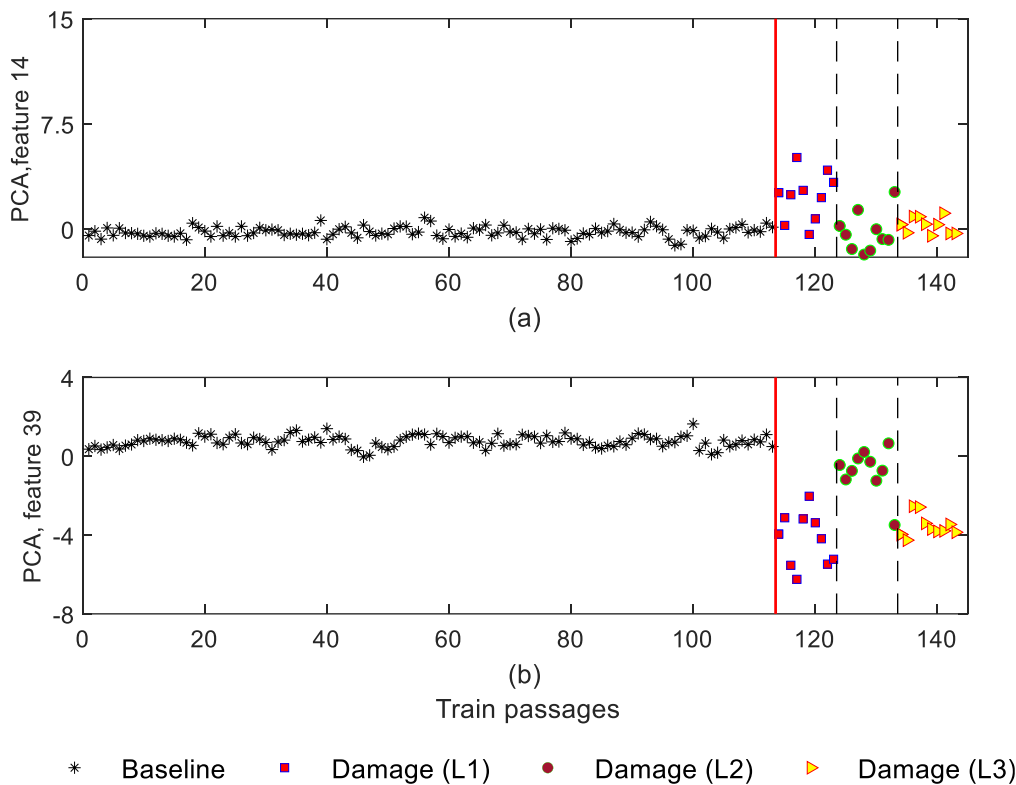 15
7.5
0
PCA,feature 14
0 20 40 60 80 100 120 140
(a)
4
0
-4
-8
PCA, feature 39
0 20 40 60 80 100 120 140
(b)
Train passages
Baseline Damage (L1) Damage (L2) Damage (L3)